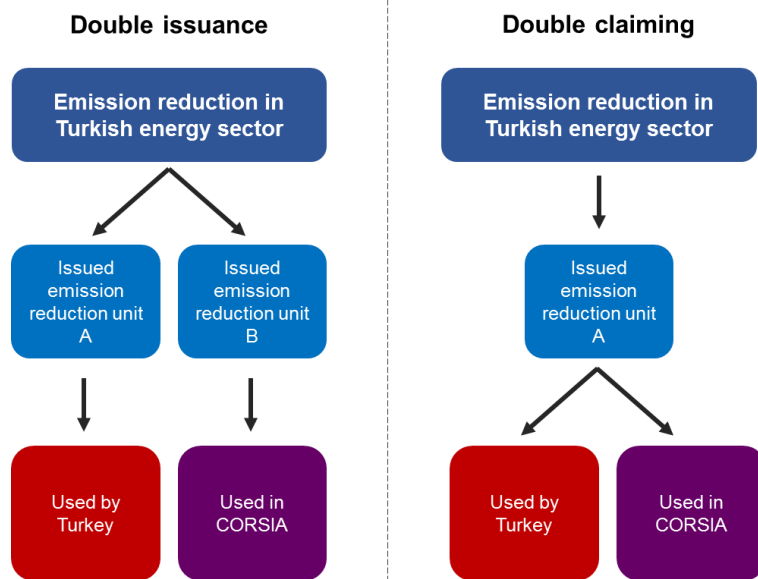 Double issuance
Emission reduction in
Turkish energy sector
Issued
emission
reduction unit
A
Issued
emission
reduction unit
B
Used by
Turkey
Used in
CORSIA
Double claiming
Emission reduction in
Turkish energy sector
Issued
emission
reduction unit
A
Used by
Turkey
Used in
CORSIA